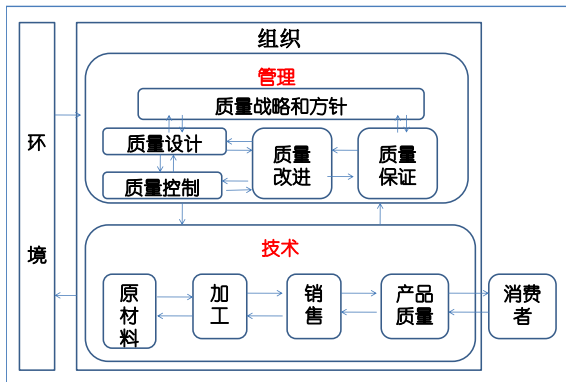 组织
管理
质量战略和方针
质量设计
质量控制
质量
改进
质量
保证
环
境
技术
原
材
料
加
工
销
售
产品
质量
消费
者